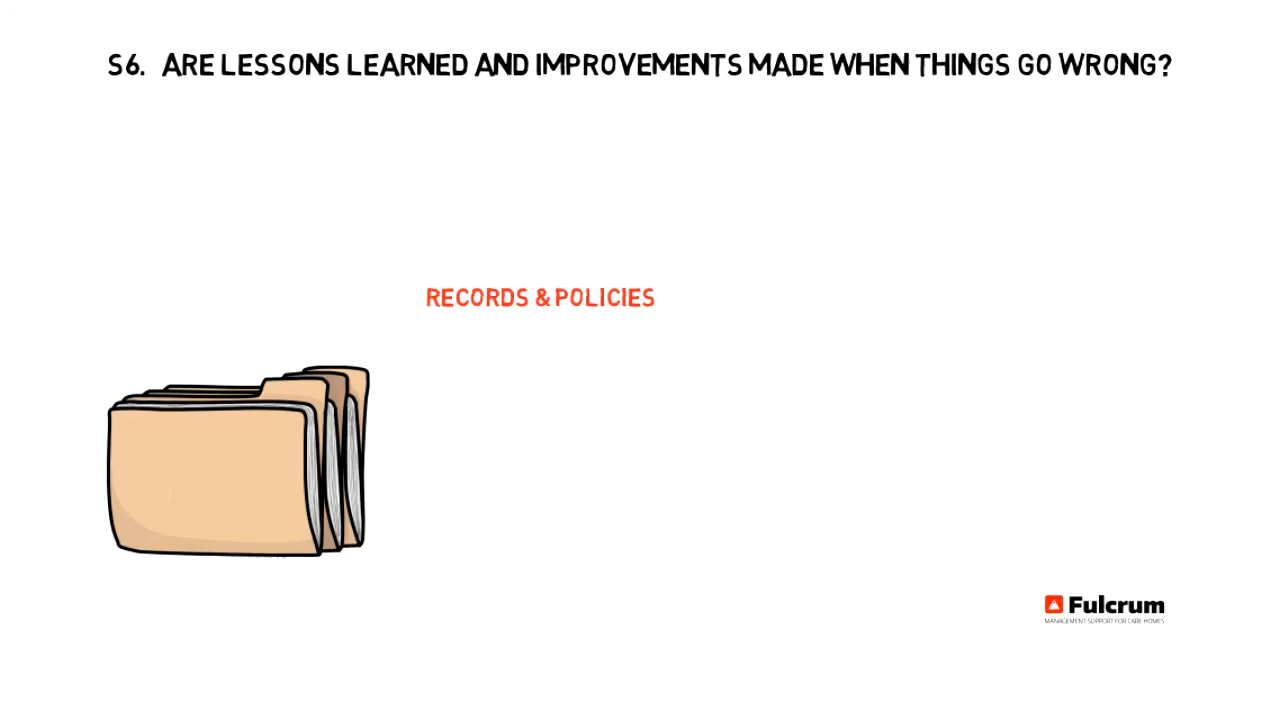 S6. ARE LESSONS LEARNED AND IMPROVEMENTS MADE WHEN THINGS GO WRONG?
RECORDS & POLICIES
Fulcrum
MANAGEMENT SUPPORT FOR CARE HOMES